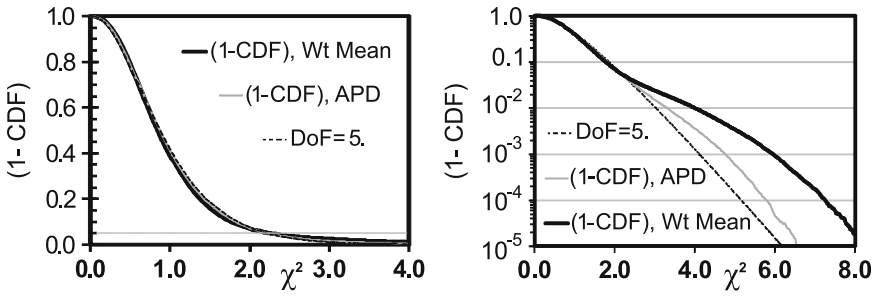 1.0
0.8
0.6
0.4
0.2
0.0
(1- CDF)
(1-CDF), Wt Mean
(1-CDF), APD
DoF=5.
0.0 1.0 2.0 3.0 4.0
χ²
1.0
0.1
10⁻²
10⁻³
10⁻⁴
10⁻⁵
(1- CDF)
DoF=5.
(1-CDF), APD
(1-CDF), Wt Mean
0.0 2.0 4.0 6.0 8.0
χ²